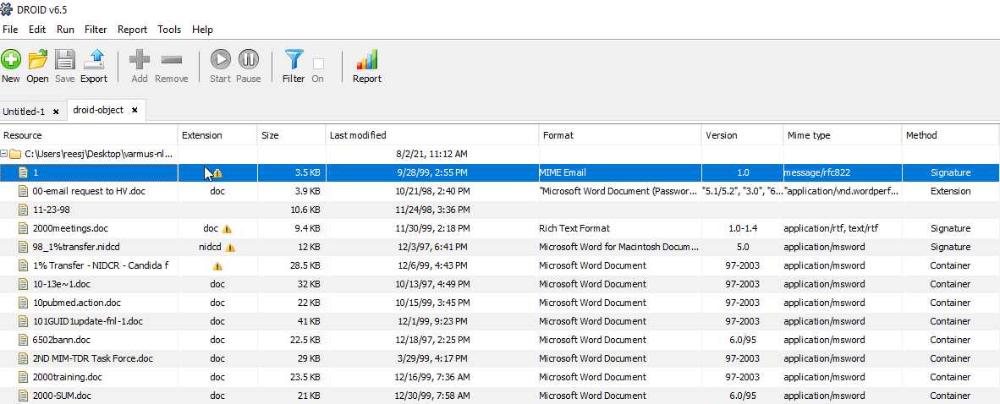 DROID v6.5
File Edit Run Filter Report Tools Help
New Open Save Export Add Remove Start Pause Filter On Report
Untitled-1 x droid-object x
Resource Extension Size Last modified Format Version Mime type Method
C:\Users\reesj\Desktop\varmus-nl... 8/2/21, 11:12 AM
1 3.5 KB 9/28/99, 2:55 PM MIME Email 1.0 message/rfc822 Signature
00-email request to HV.doc doc 3.9 KB 10/21/98, 2:40 PM "Microsoft Word Document (Passwor... "5.1/5.2", "3.0", "6... "application/vnd.wordperf... Extension
11-23-98 10.6 KB 11/24/98, 3:36 PM
2000meetings.doc doc 9.4 KB 11/30/99, 2:18 PM Rich Text Format 1.0-1.4 application/rtf, text/rtf Signature
98_1%transfer.nidcd nidcd 12 KB 12/3/97, 6:41 PM Microsoft Word for Macintosh Docum... 5.0 application/msword Signature
1% Transfer - NIDCR - Candida f 28.5 KB 12/6/99, 4:43 PM Microsoft Word Document 97-2003 application/msword Container
10-13e~1.doc doc 32 KB 10/13/97, 4:49 PM Microsoft Word Document 97-2003 application/msword Container
10pubmed.action.doc doc 22 KB 10/15/99, 3:45 PM Microsoft Word Document 97-2003 application/msword Container
101GUID1update-fnl-1.doc doc 41 KB 12/1/99, 9:23 PM Microsoft Word Document 97-2003 application/msword Container
6502bann.doc doc 22.5 KB 12/18/97, 2:25 PM Microsoft Word Document 6.0/95 application/msword Container
2ND MIM-TDR Task Force.doc doc 29 KB 3/29/99, 4:17 PM Microsoft Word Document 97-2003 application/msword Container
2000training.doc doc 23.5 KB 12/16/99, 7:36 AM Microsoft Word Document 97-2003 application/msword Container
2000-SUM.doc doc 21 KB 12/30/99, 7:58 AM Microsoft Word Document 6.0/95 application/msword Container